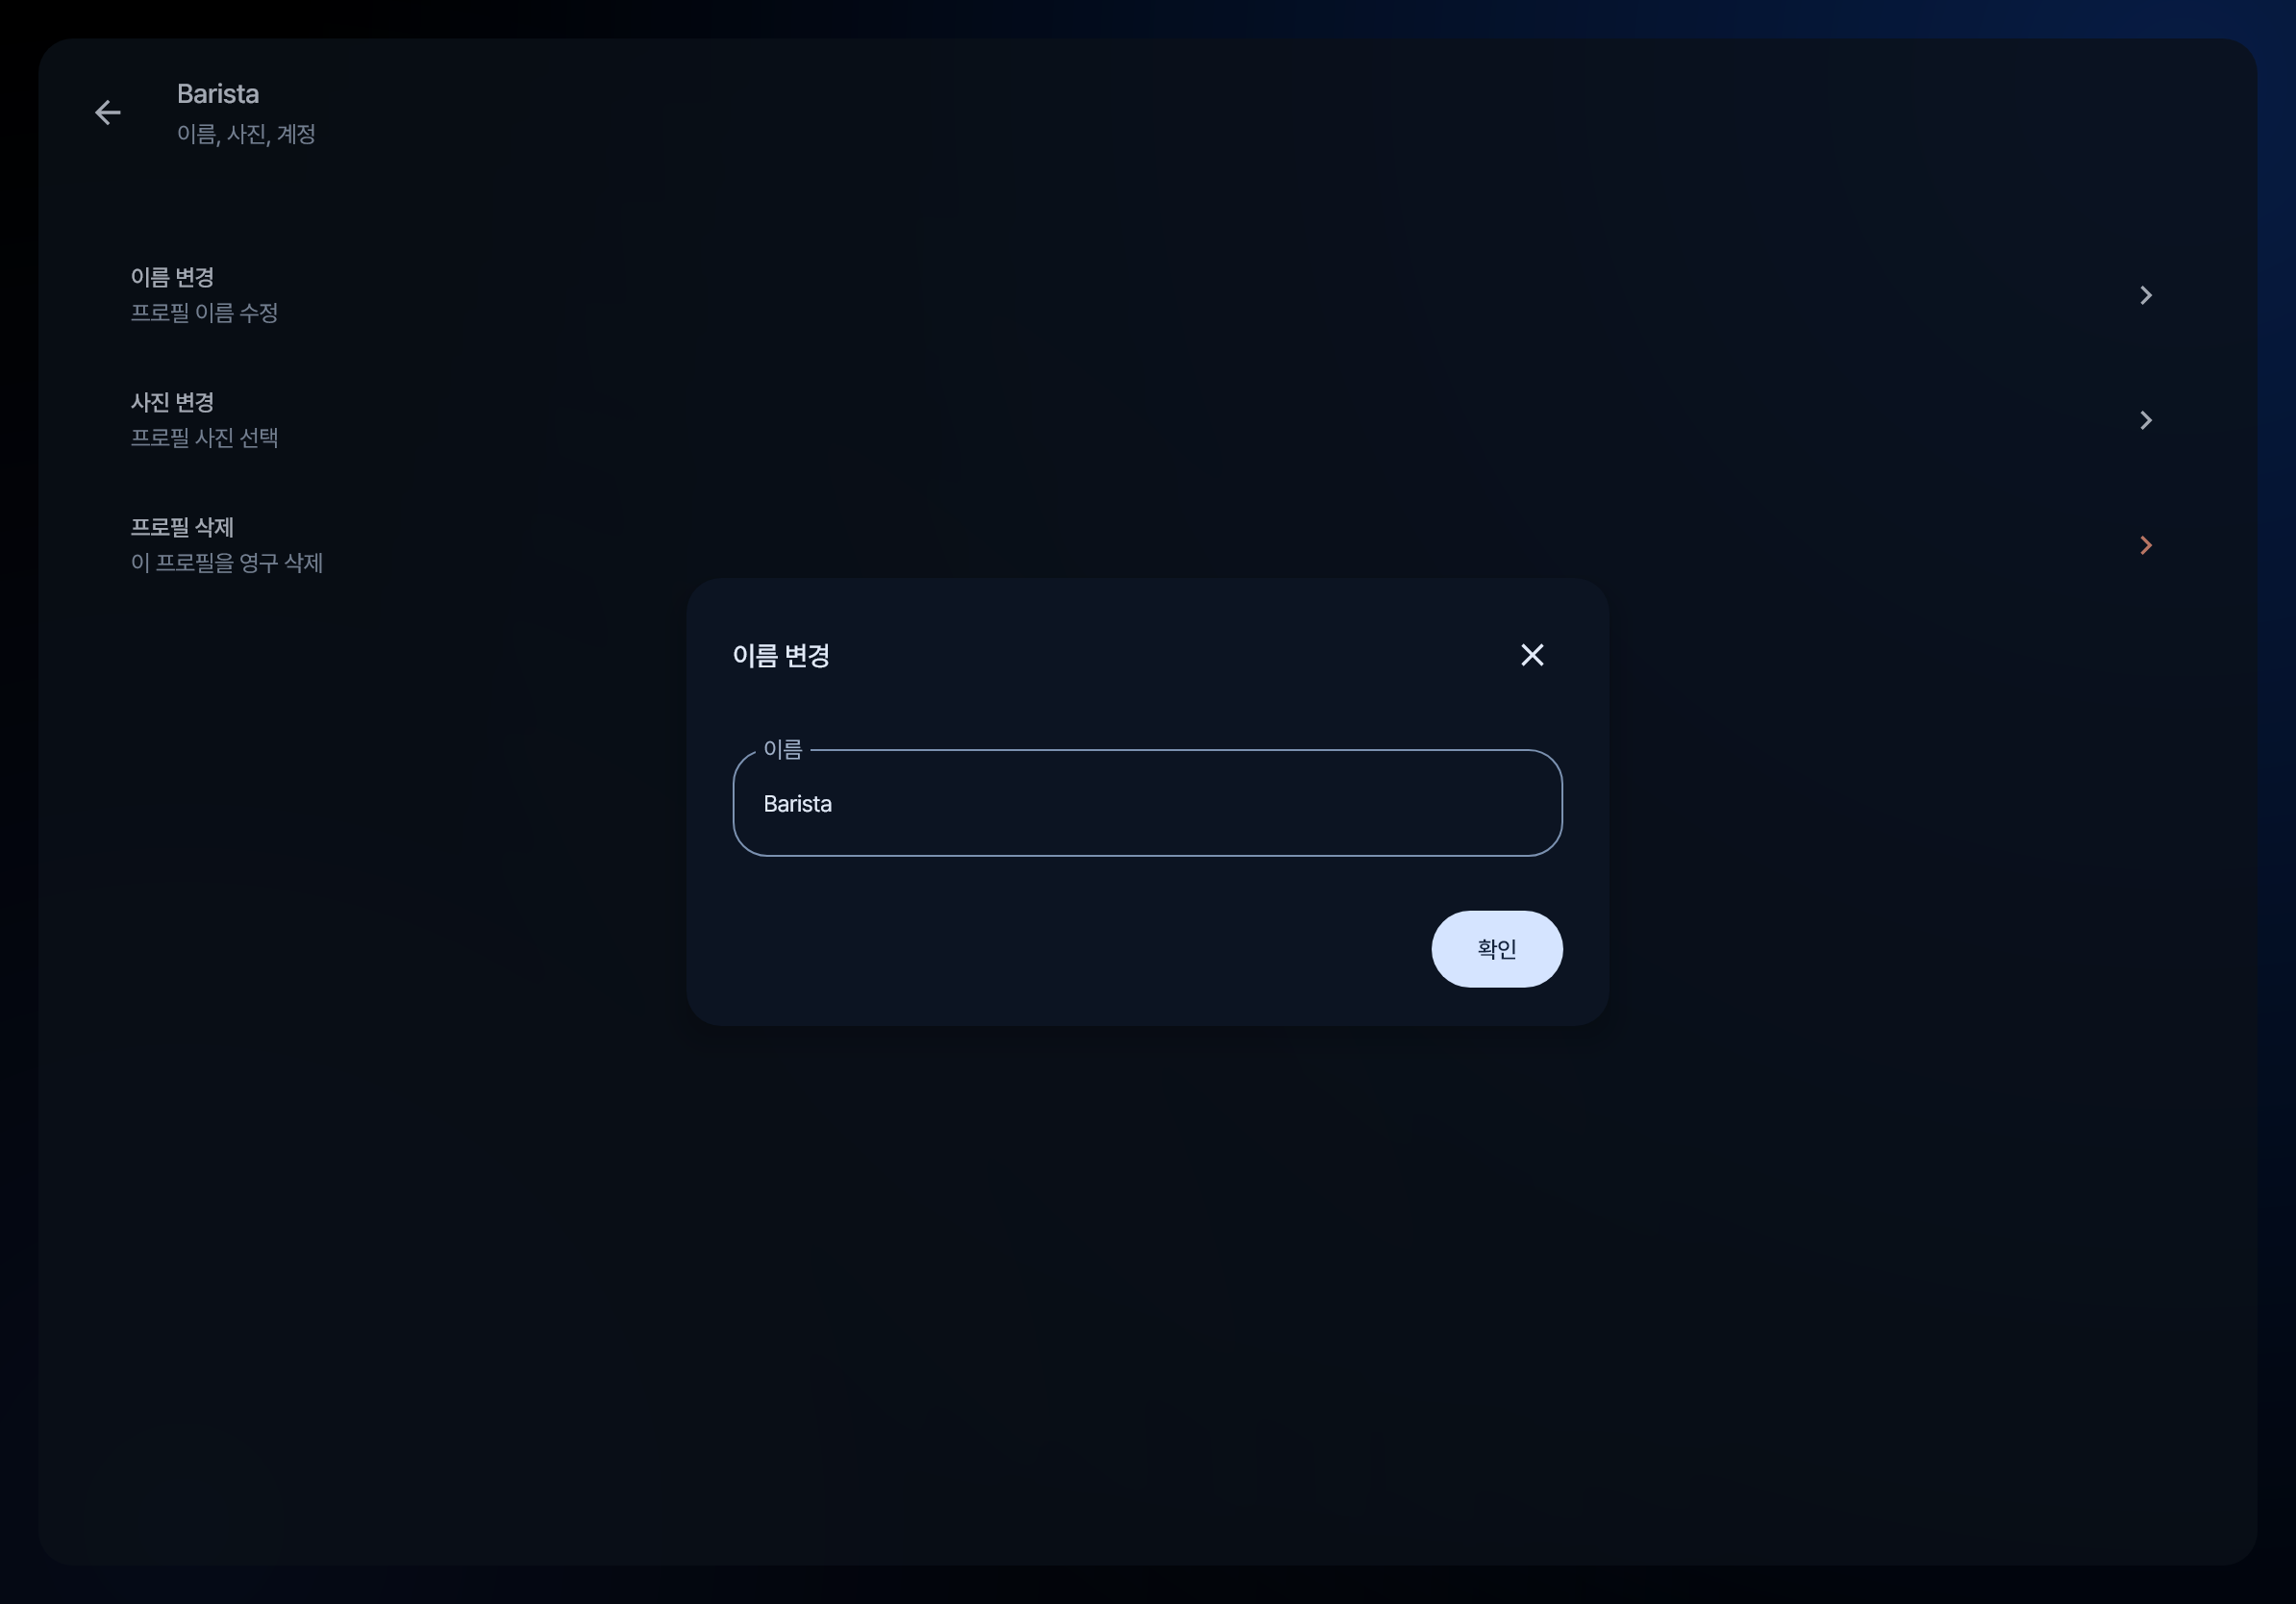 Barista
이름, 사진, 계정
이름 변경
프로필 이름 수정
사진 변경
프로필 사진 선택
프로필 삭제
이 프로필을 영구 삭제
이름 변경
이름
Barista
확인